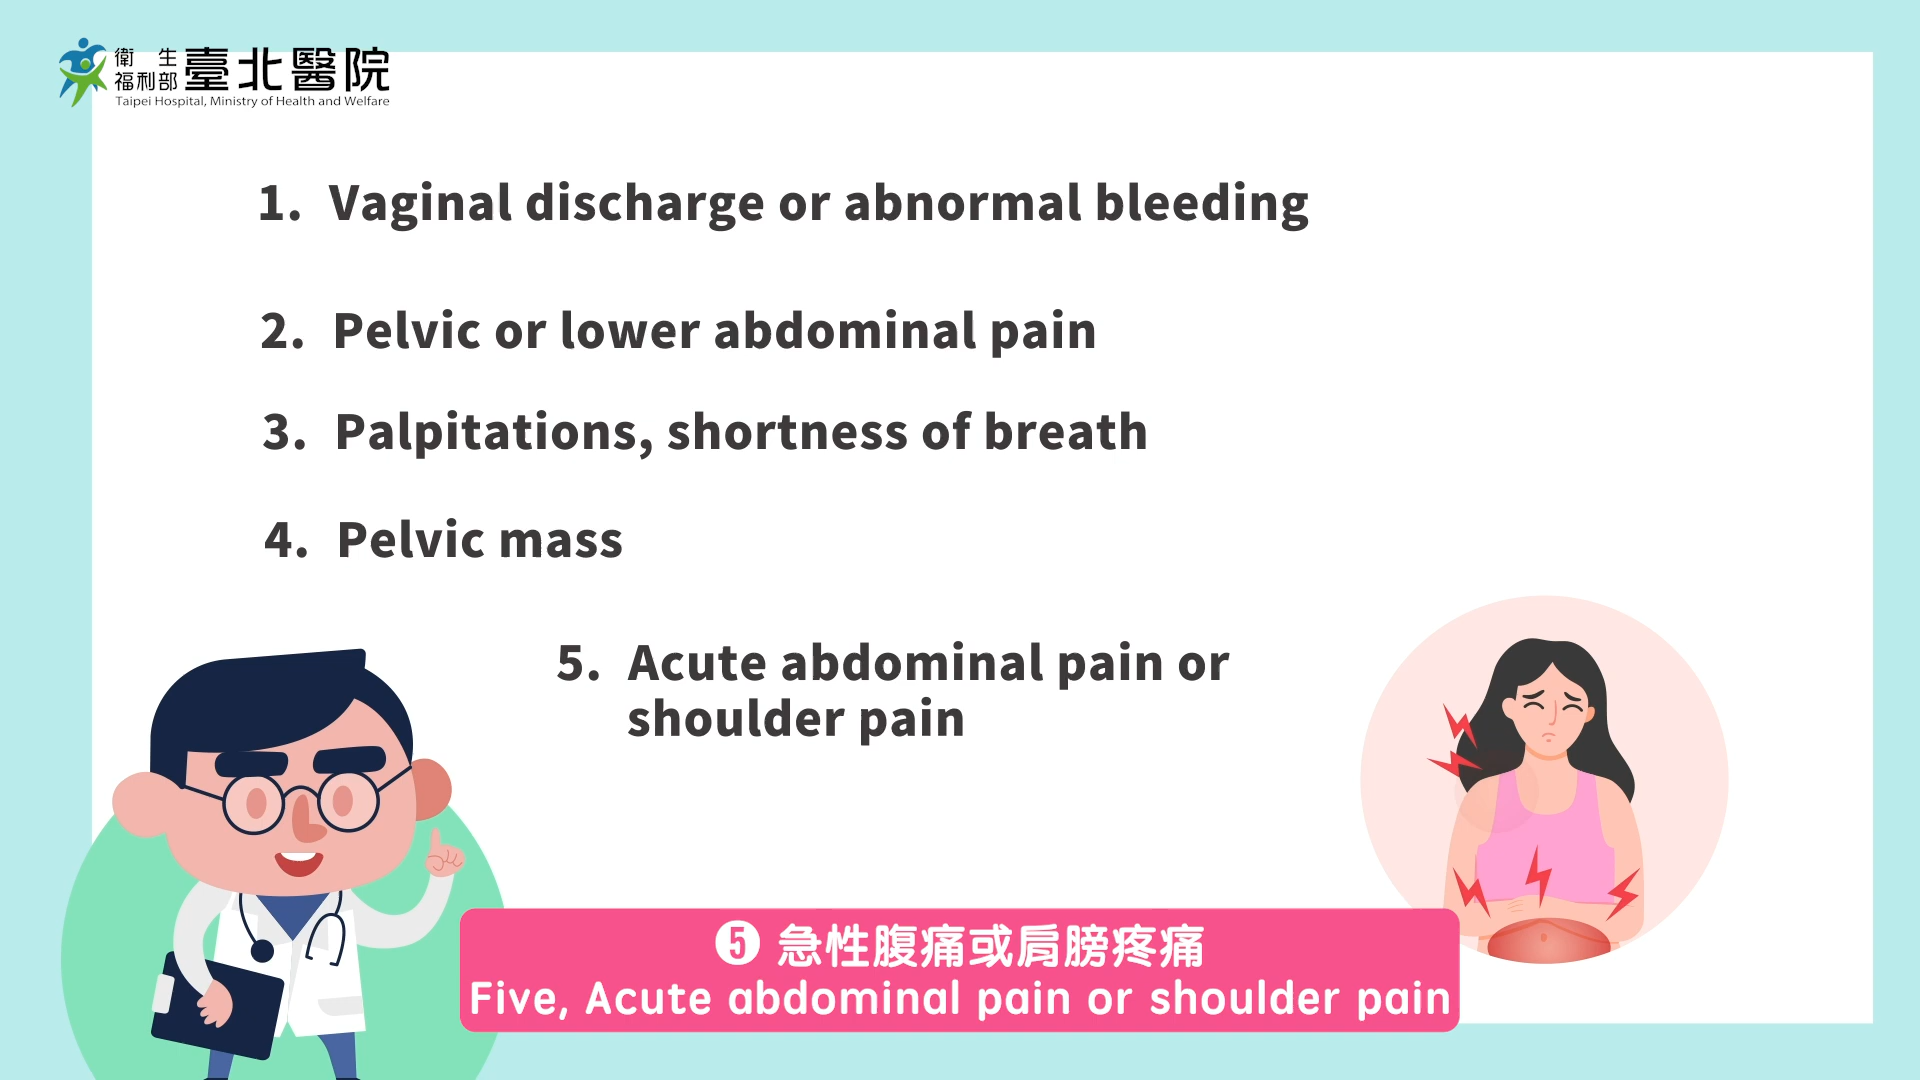 衛生
福利部 臺北醫院
Taipei Hospital, Ministry of Health and Welfare
1. Vaginal discharge or abnormal bleeding
2. Pelvic or lower abdominal pain
3. Palpitations, shortness of breath
4. Pelvic mass
5. Acute abdominal pain or
shoulder pain
❺ 急性腹痛或肩膀疼痛
Five, Acute abdominal pain or shoulder pain